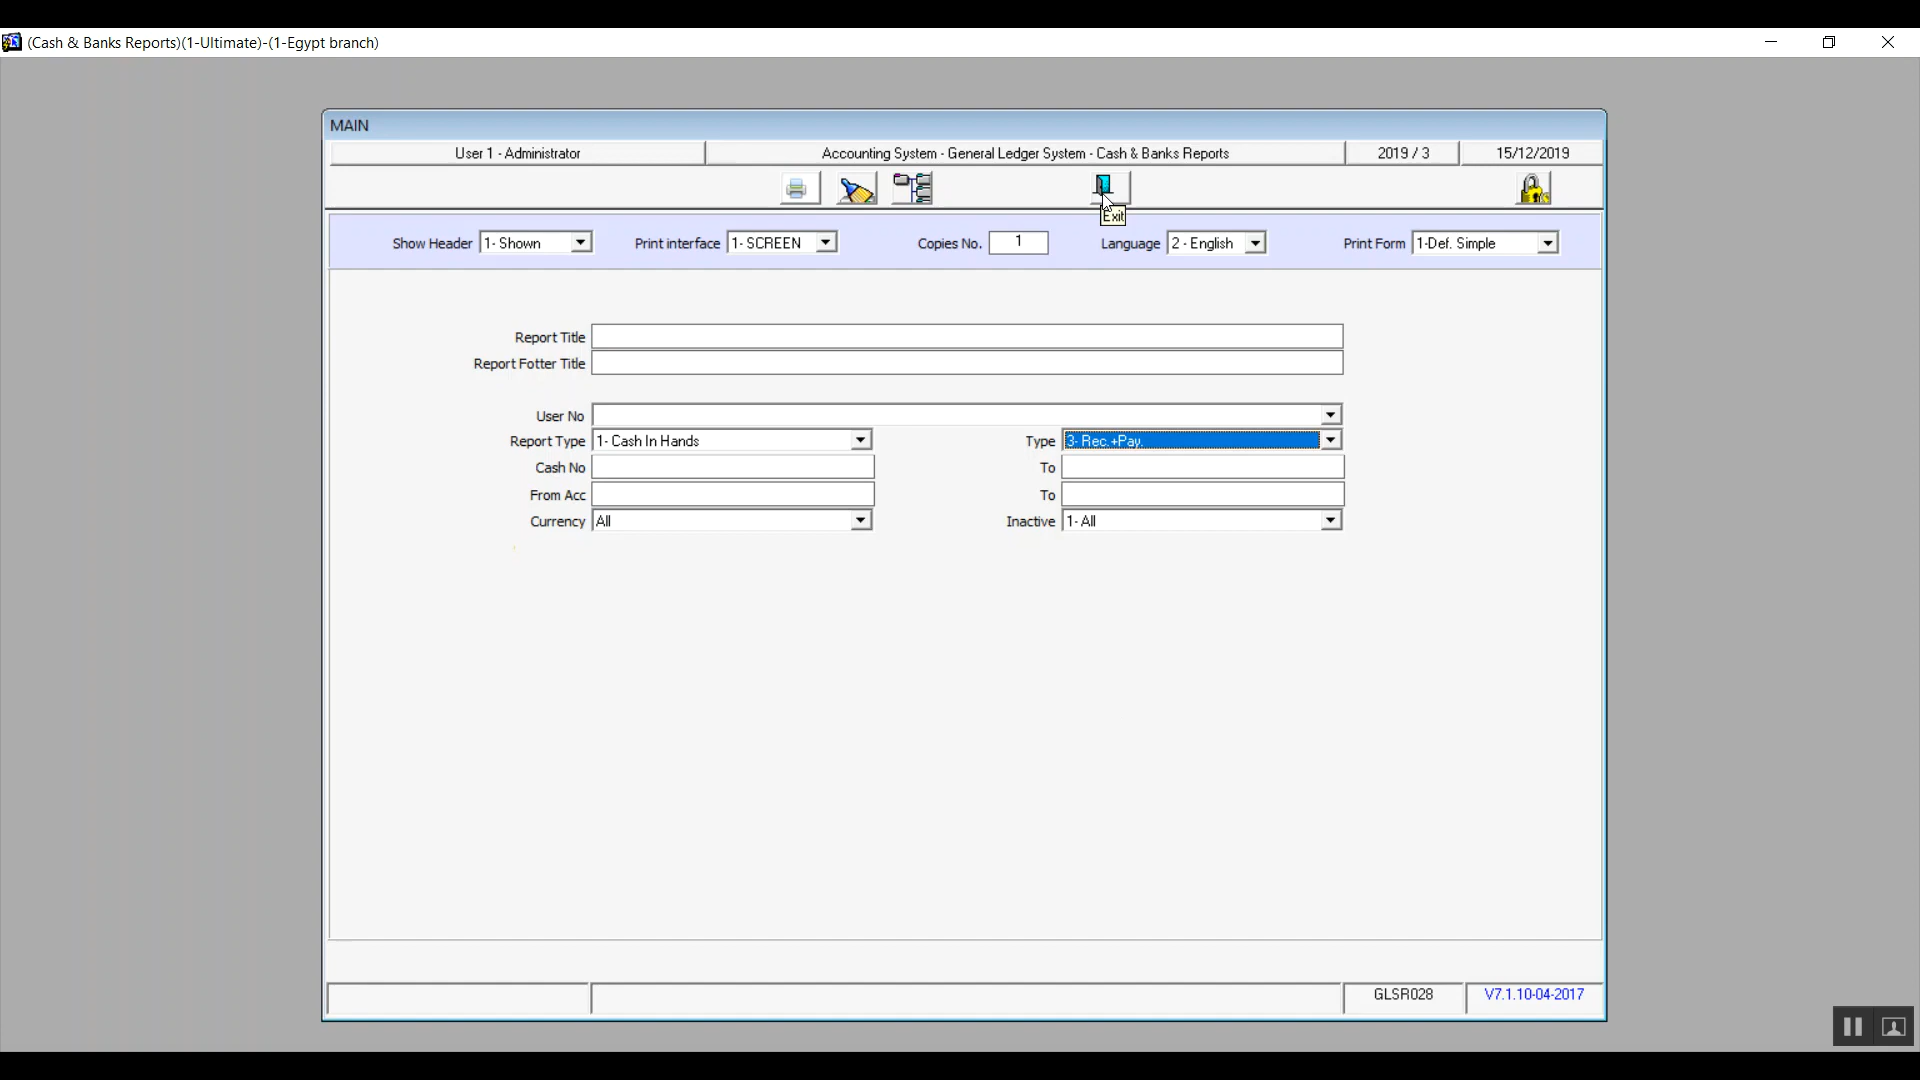 (Cash & Banks Reports)(1-Ultimate)-(1-Egypt branch)
MAIN
User 1 - Administrator
Accounting System - General Ledger System - Cash & Banks Reports
2019 / 3
15/12/2019
Exit
Show Header 1- Shown
Print interface 1- SCREEN
Copies No. 1
Language 2 - English
Print Form 1-Def. Simple
Report Title
Report Fotter Title
User No
Report Type 1- Cash In Hands
Type 3- Rec.+Pay.
Cash No
To
From Acc
To
Currency All
Inactive 1- All
GLSR028
V7.1.10-04-2017